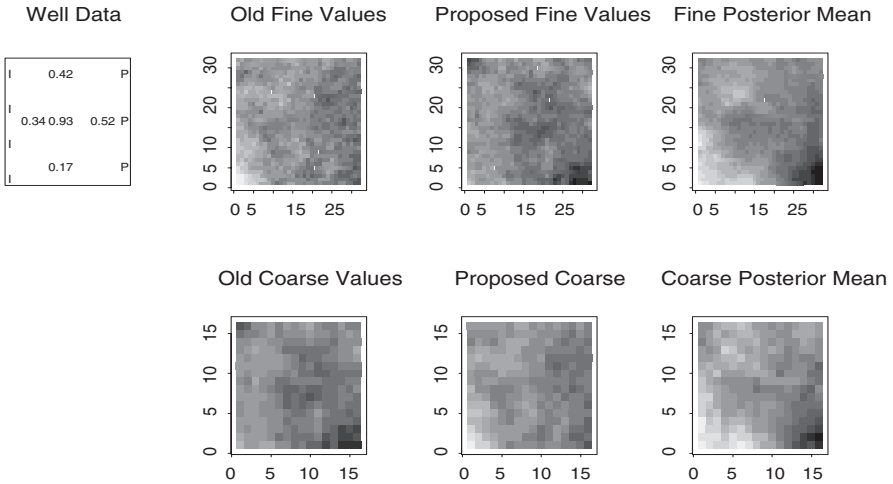 Well Data
Old Fine Values
Proposed Fine Values
Fine Posterior Mean
I 0.42 P
I
0.34 0.93 0.52 P
I
0.17 P
I
0 5 10 20 30
0 5 15 25
0 5 10 20 30
0 5 15 25
0 5 10 20 30
0 5 15 25
Old Coarse Values
Proposed Coarse
Coarse Posterior Mean
0 5 10 15
0 5 10 15
0 5 10 15
0 5 10 15
0 5 10 15
0 5 10 15